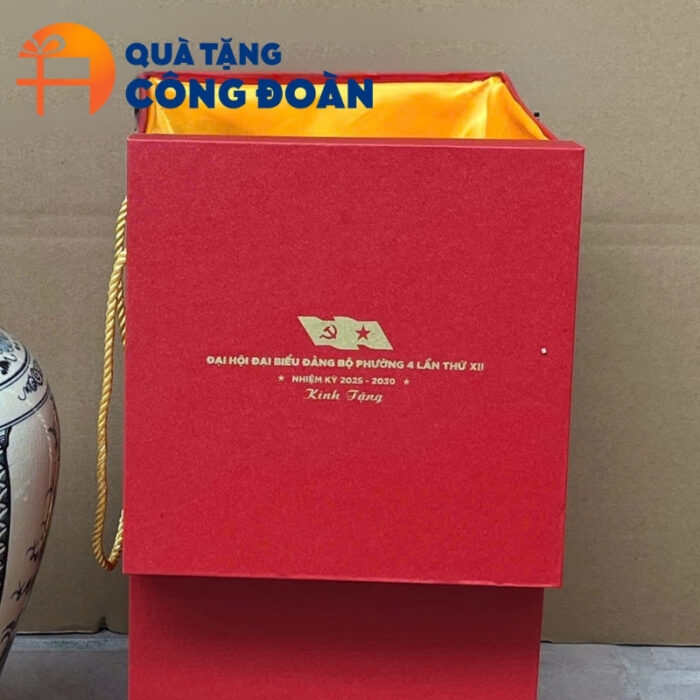 QUÀ TẶNG
CÔNG ĐOÀN
ĐẠI HỘI ĐẠI BIỂU ĐẢNG BỘ PHƯỜNG 4 LẦN THỨ XII
★ NHIỆM KỲ 2025 - 2030 ★
Kính Tặng